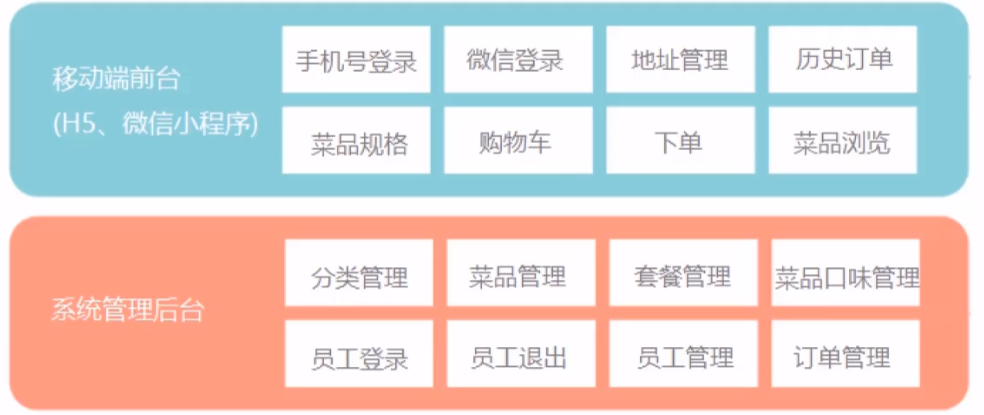 移动端前台
(H5、微信小程序)
手机号登录
微信登录
地址管理
历史订单
菜品规格
购物车
下单
菜品浏览
系统管理后台
分类管理
菜品管理
套餐管理
菜品口味管理
员工登录
员工退出
员工管理
订单管理